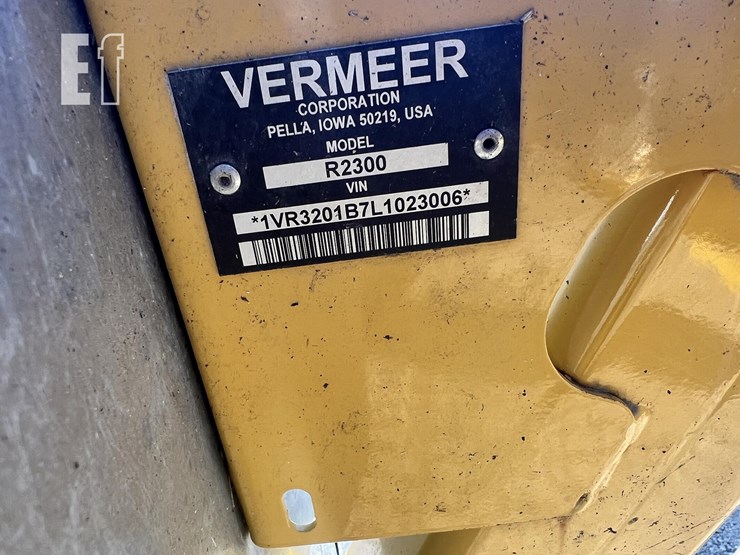 Ef
VERMEER
CORPORATION
PELLA, IOWA 50219, USA
MODEL
R2300
VIN
*1VR3201B7L1023006*